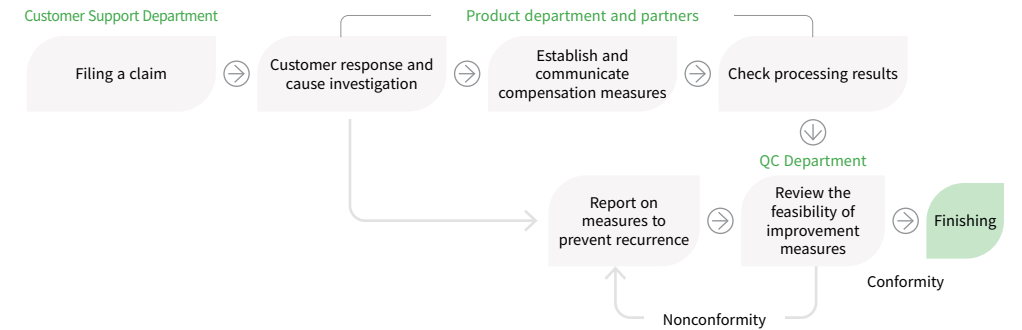 Customer Support Department
Product department and partners
Filing a claim
Customer response and
cause investigation
Establish and
communicate
compensation measures
Check processing results
QC Department
Report on
measures to
prevent recurrence
Review the
feasibility of
improvement
measures
Finishing
Conformity
Nonconformity